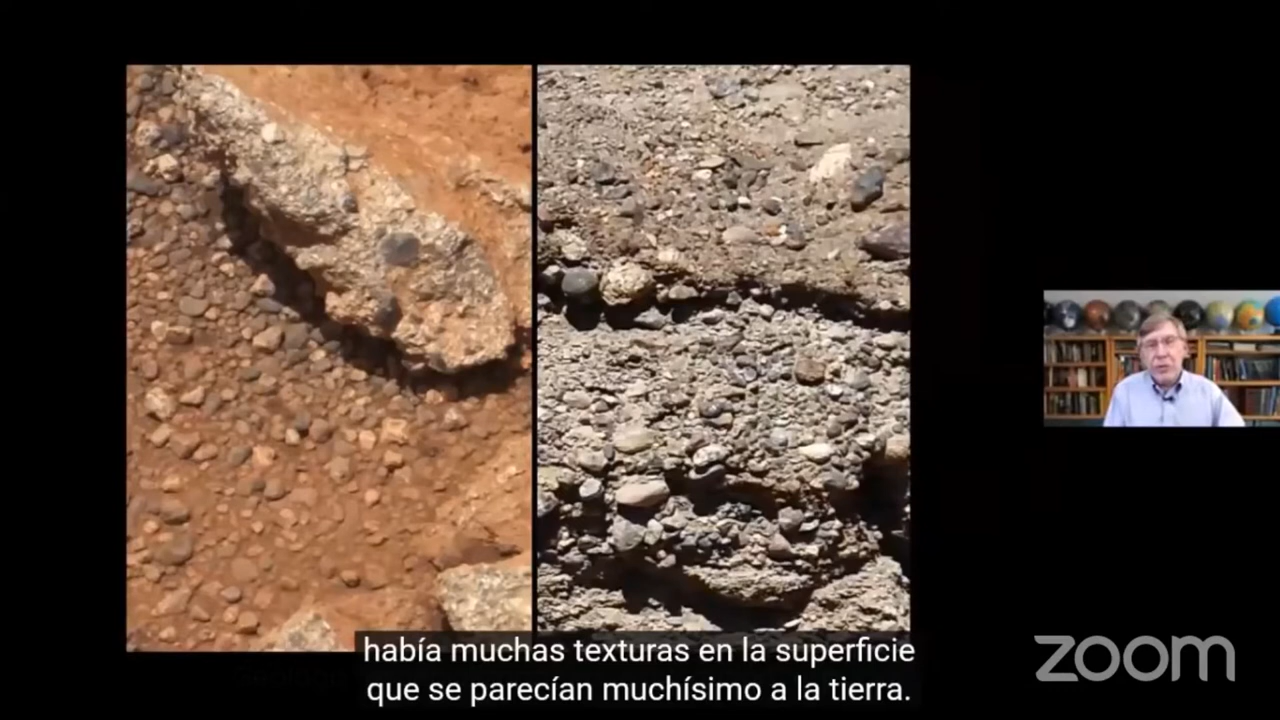 había muchas texturas en la superficie
que se parecían muchísimo a la tierra.
zoom